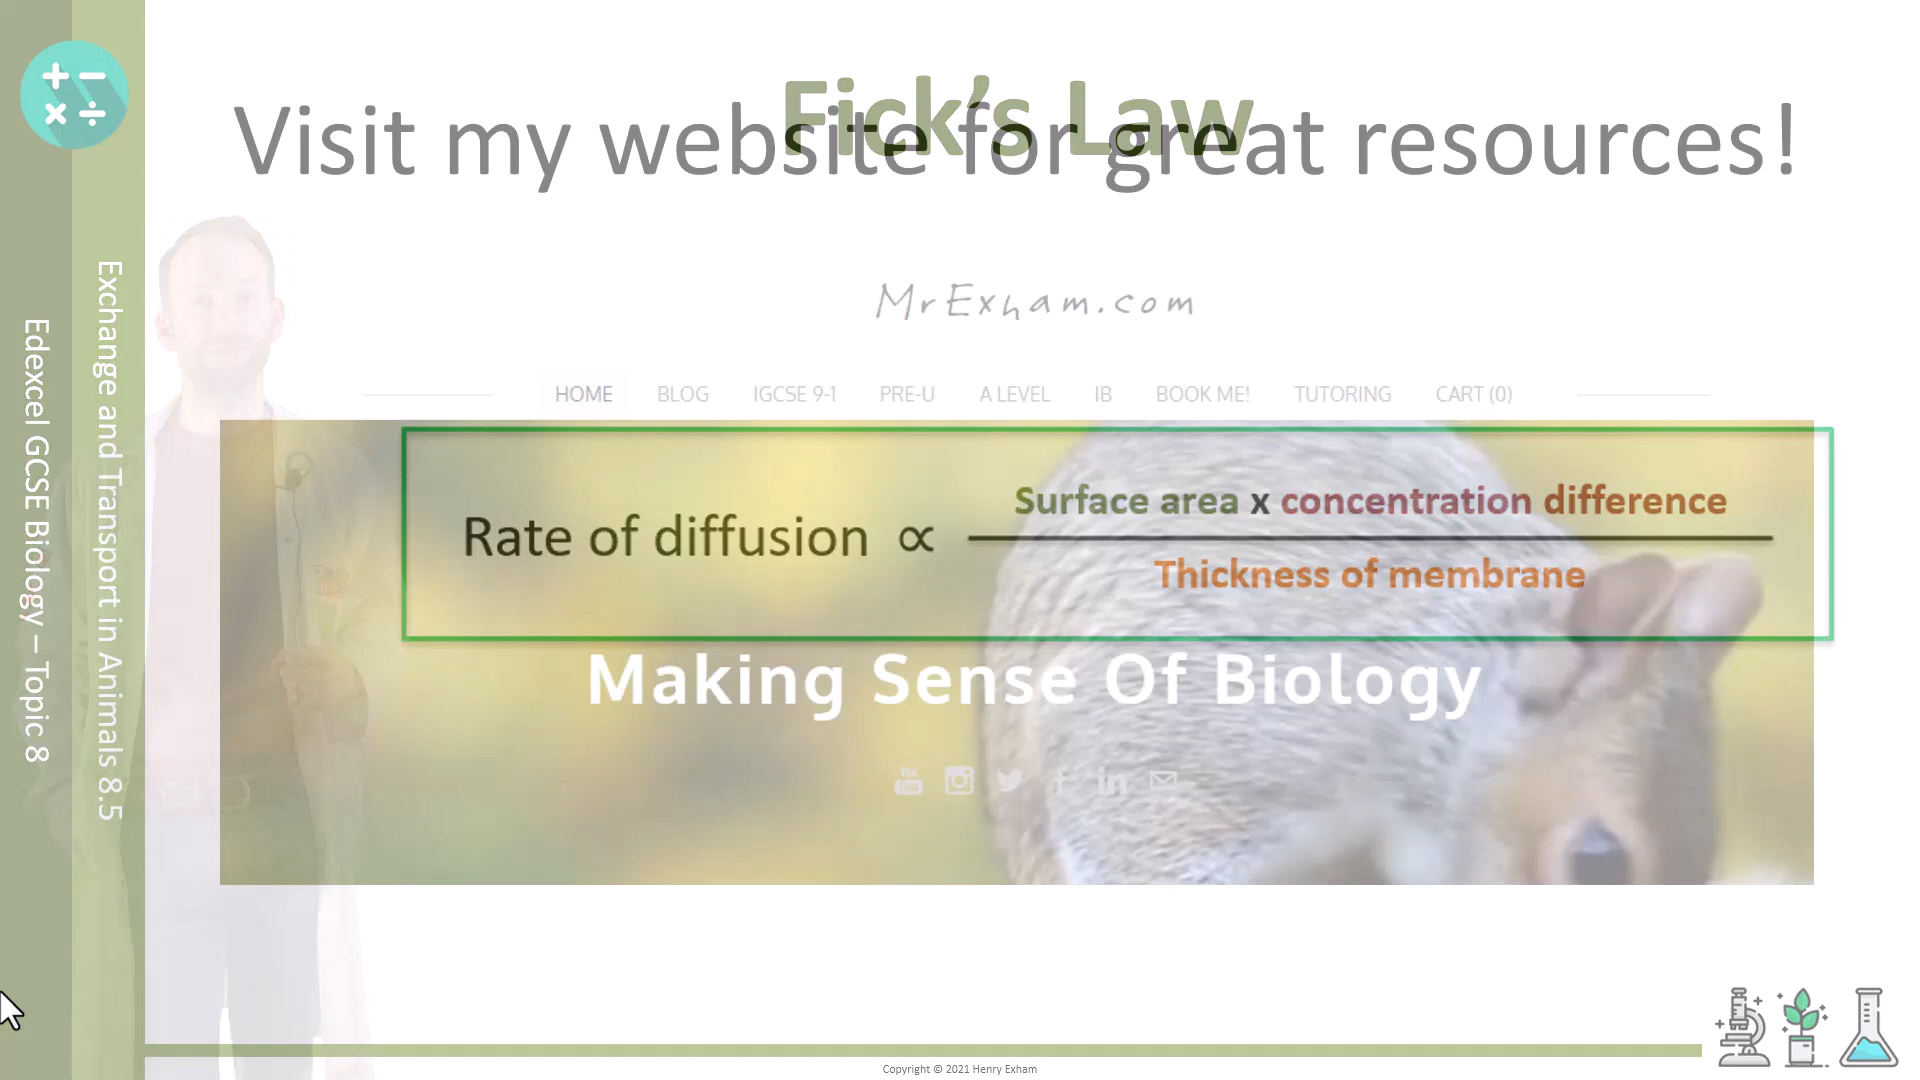 Fick’s Law
Visit my website for great resources!
MrExham.com
HOME BLOG IGCSE 9-1 PRE-U A LEVEL IB BOOK ME! TUTORING CART (0)
Surface area x concentration difference
Rate of diffusion ∝
Thickness of membrane
Making Sense Of Biology
Exchange and Transport in Animals 8.5
Edexcel GCSE Biology – Topic 8
Copyright © 2021 Henry Exham